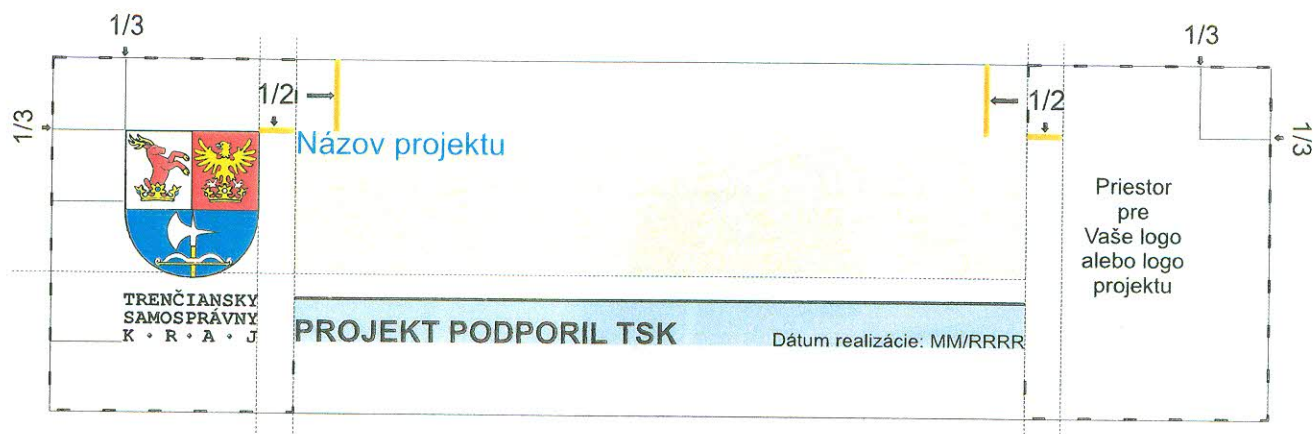 1/3
1/3
1/3
1/2
1/2
1/3
Názov projektu
Priestor
pre
Vaše logo
alebo logo
projektu
TRENČIANSKY
SAMOSPRÁVNY
K · R · A · J
PROJEKT PODPORIL TSK
Dátum realizácie: MM/RRRR